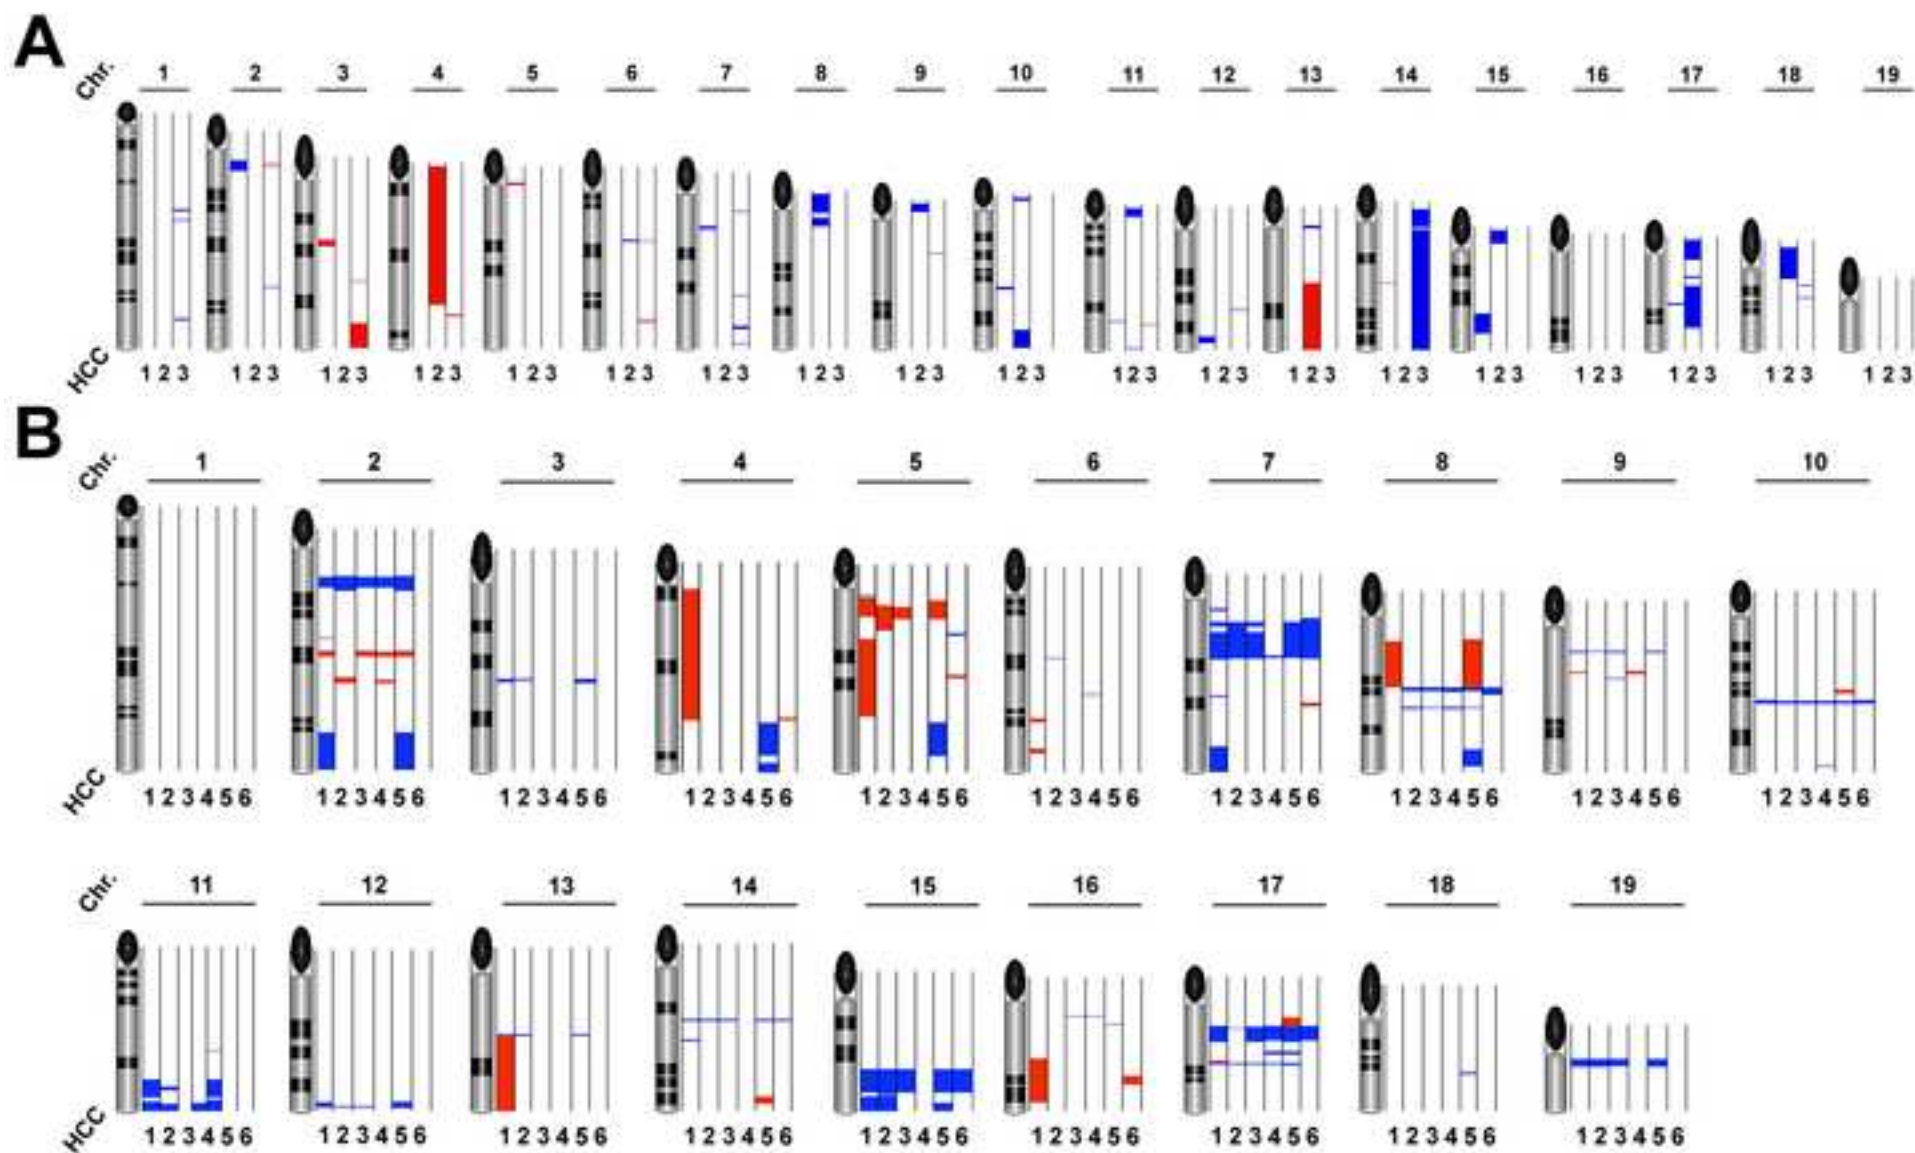 A
Chr. 1 2 3 4 5 6 7 8 9 10 11 12 13 14 15 16 17 18 19
HCC 1 2 3 1 2 3 1 2 3 1 2 3 1 2 3 1 2 3 1 2 3 1 2 3 1 2 3 1 2 3 1 2 3 1 2 3 1 2 3 1 2 3 1 2 3 1 2 3 1 2 3 1 2 3 1 2 3
B
Chr. 1 2 3 4 5 6 7 8 9 10
HCC 1 2 3 4 5 6 1 2 3 4 5 6 1 2 3 4 5 6 1 2 3 4 5 6 1 2 3 4 5 6 1 2 3 4 5 6 1 2 3 4 5 6 1 2 3 4 5 6 1 2 3 4 5 6 1 2 3 4 5 6
Chr. 11 12 13 14 15 16 17 18 19
HCC 1 2 3 4 5 6 1 2 3 4 5 6 1 2 3 4 5 6 1 2 3 4 5 6 1 2 3 4 5 6 1 2 3 4 5 6 1 2 3 4 5 6 1 2 3 4 5 6 1 2 3 4 5 6